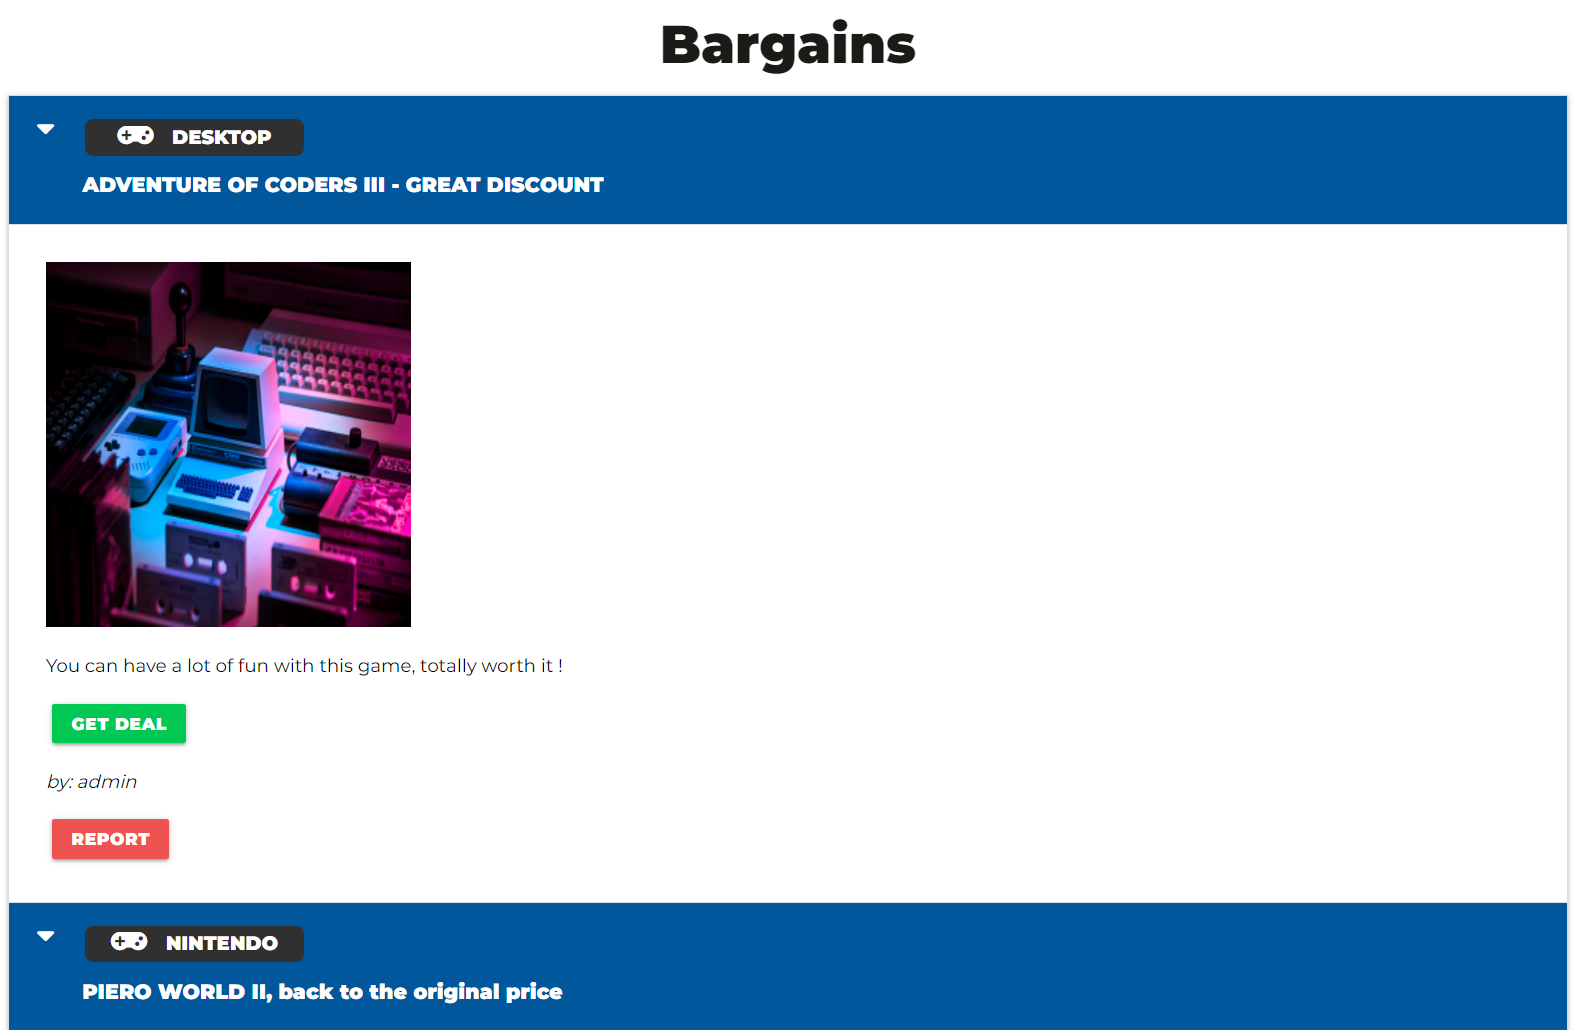 Bargains
DESKTOP
ADVENTURE OF CODERS III - GREAT DISCOUNT
You can have a lot of fun with this game, totally worth it !
GET DEAL
by: admin
REPORT
NINTENDO
PIERO WORLD II, back to the original price